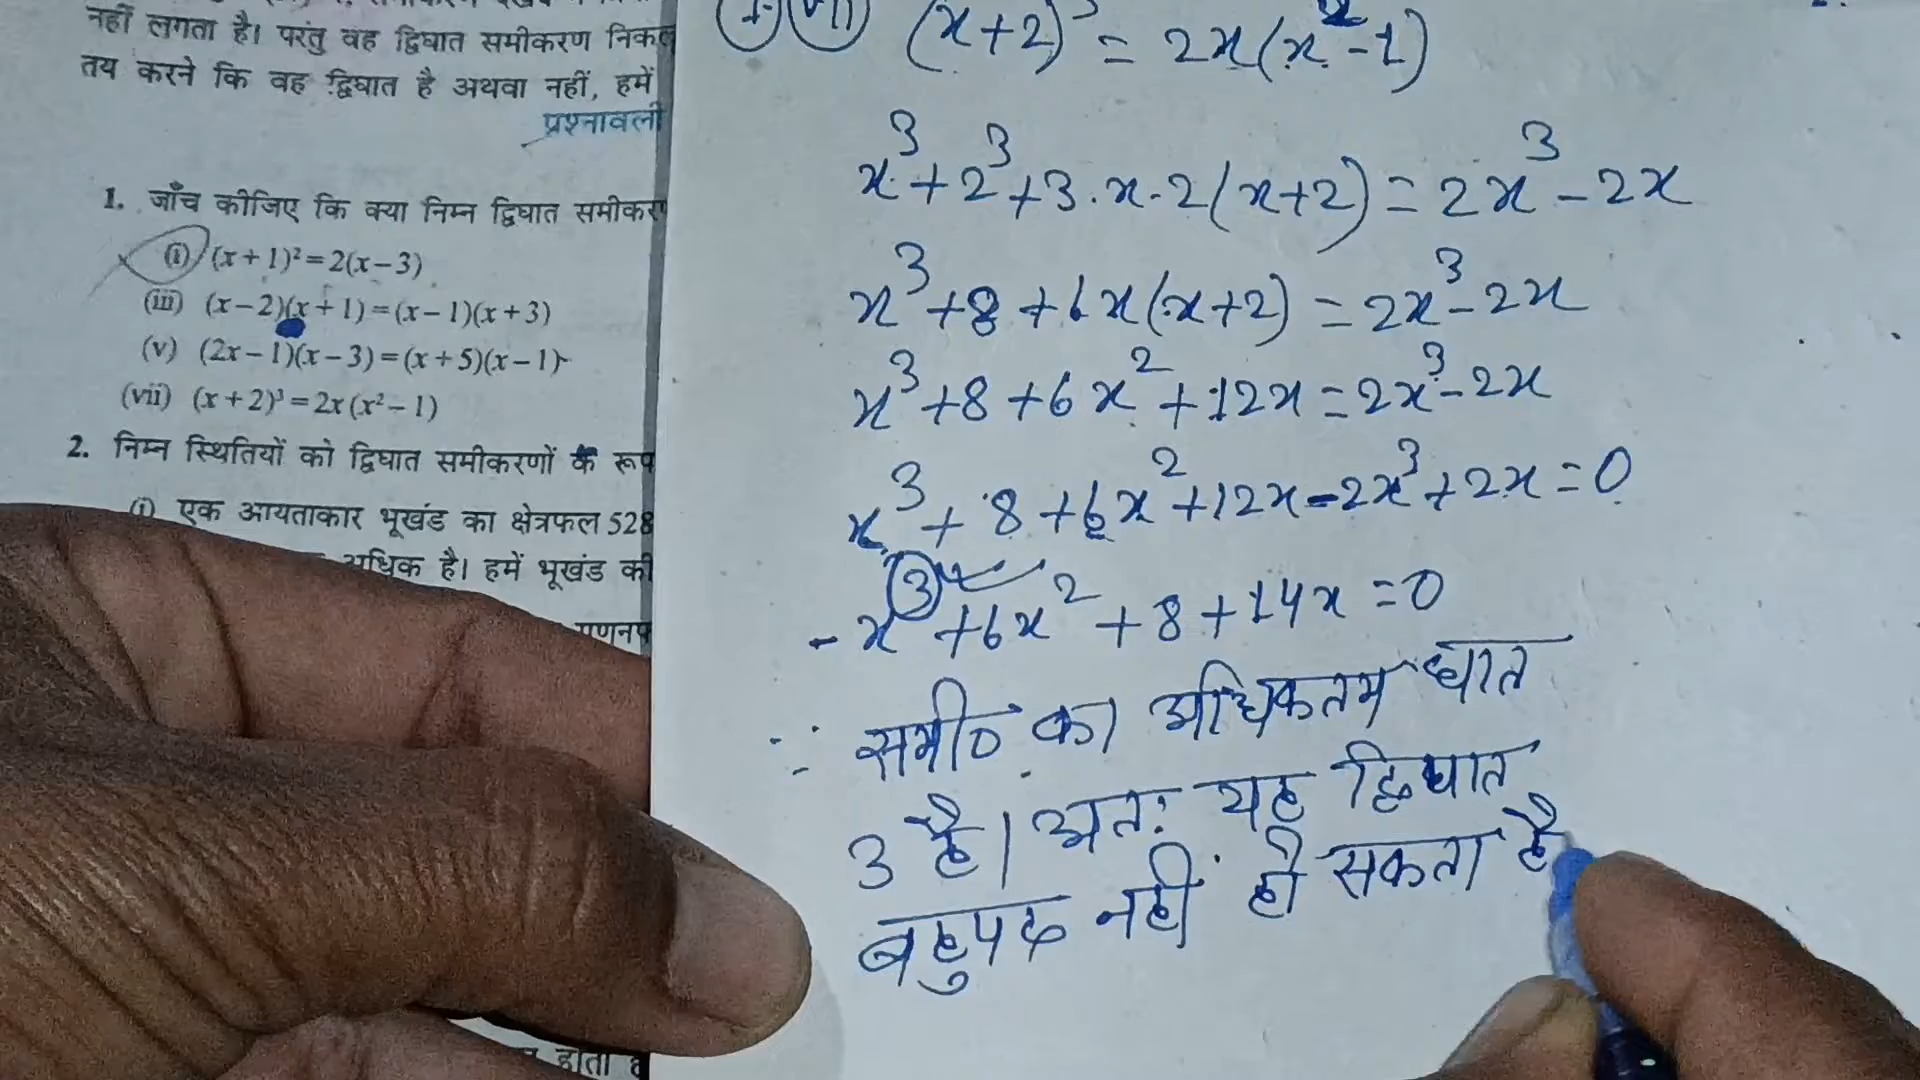 नहीं लगता है। परंतु वह द्विघात समीकरण
तय करने कि वह द्विघात है अथवा नहीं, हमें
प्रश्नावली
1. जाँच कीजिए कि क्या निम्न द्विघात
(i) (x + 1)² = 2(x – 3)
(iii) (x – 2)(x + 1) = (x – 1)(x + 3)
(v) (2x – 1)(x – 3) = (x + 5)(x – 1)
(vii) (x + 2)³ = 2x (x² – 1)
2. निम्न स्थितियों को द्विघात समीकरणों के रूप
(i) एक आयताकार भूखंड का क्षेत्रफल 528
अधिक है। हमें भूखंड की
होता है
(vii) (x+2)³ = 2x(x²-1)
x³+2³+3.x.2(x+2) = 2x³-2x
x³+8+6x(x+2) = 2x³-2x
x³+8+6x²+12x = 2x³-2x
x³+8+6x²+12x-2x³+2x=0
-x³+6x²+8+14x=0
∵ समी० का अधिकतम घात
3 है। अतः यह द्विघात
बहुपद नहीं हो सकता है